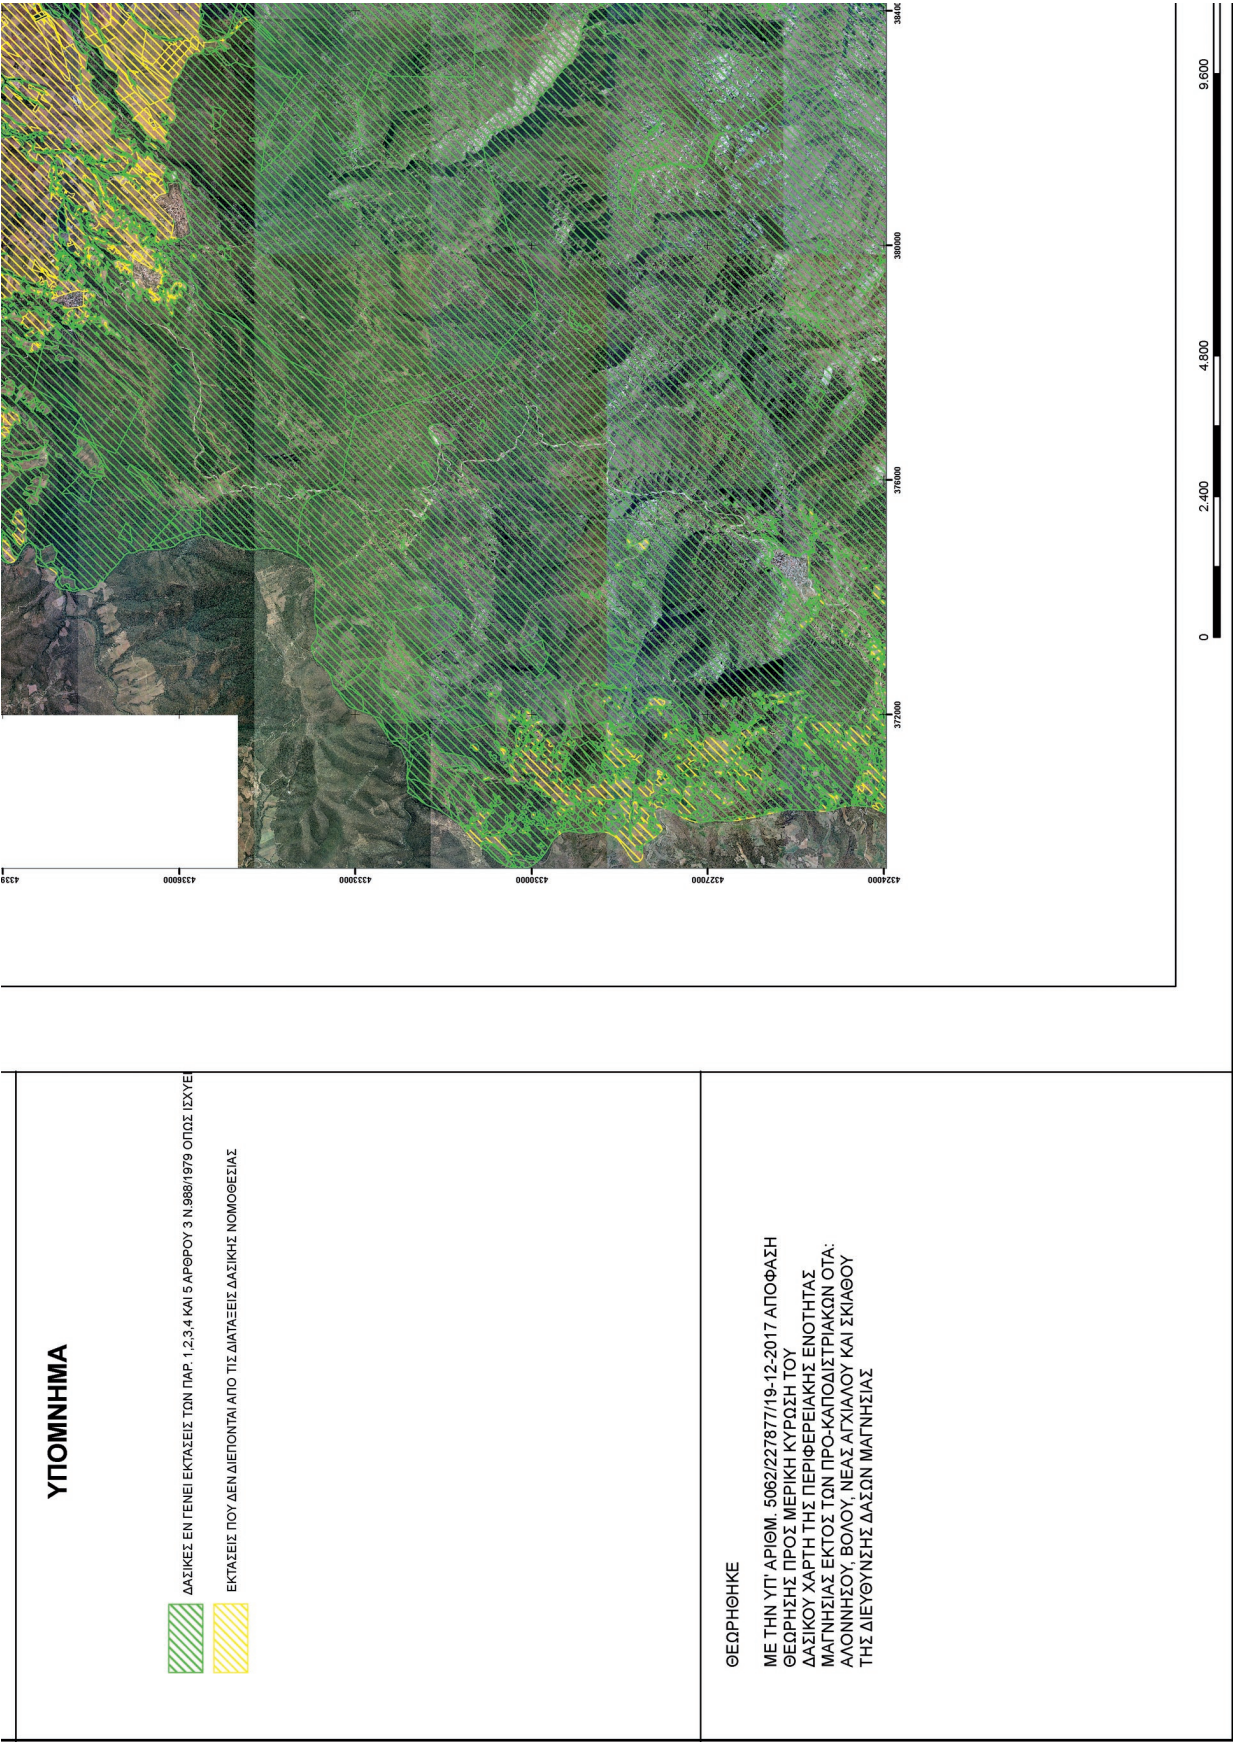 384000
380000
376000
372000
4339
4336000
4333000
4330000
4327000
4324000
0
2.400
4.800
9.600
ΥΠΟΜΝΗΜΑ
ΔΑΣΙΚΕΣ ΕΝ ΓΕΝΕΙ ΕΚΤΑΣΕΙΣ ΤΩΝ ΠΑΡ. 1,2,3,4 ΚΑΙ 5 ΑΡΘΡΟΥ 3 Ν.988/1979 ΟΠΩΣ ΙΣΧΥΕΙ
ΕΚΤΑΣΕΙΣ ΠΟΥ ΔΕΝ ΔΙΕΠΟΝΤΑΙ ΑΠΟ ΤΙΣ ΔΙΑΤΑΞΕΙΣ ΔΑΣΙΚΗΣ ΝΟΜΟΘΕΣΙΑΣ
ΘΕΩΡΗΘΗΚΕ
ΜΕ ΤΗΝ ΥΠ' ΑΡΙΘΜ. 5062/227877/19-12-2017 ΑΠΟΦΑΣΗ
ΘΕΩΡΗΣΗΣ ΠΡΟΣ ΜΕΡΙΚΗ ΚΥΡΩΣΗ ΤΟΥ
ΔΑΣΙΚΟΥ ΧΑΡΤΗ ΤΗΣ ΠΕΡΙΦΕΡΕΙΑΚΗΣ ΕΝΟΤΗΤΑΣ
ΜΑΓΝΗΣΙΑΣ ΕΚΤΟΣ ΤΩΝ ΠΡΟ-ΚΑΠΟΔΙΣΤΡΙΑΚΩΝ ΟΤΑ:
ΑΛΟΝΝΗΣΟΥ, ΒΟΛΟΥ, ΝΕΑΣ ΑΓΧΙΑΛΟΥ ΚΑΙ ΣΚΙΑΘΟΥ
ΤΗΣ ΔΙΕΥΘΥΝΣΗΣ ΔΑΣΩΝ ΜΑΓΝΗΣΙΑΣ